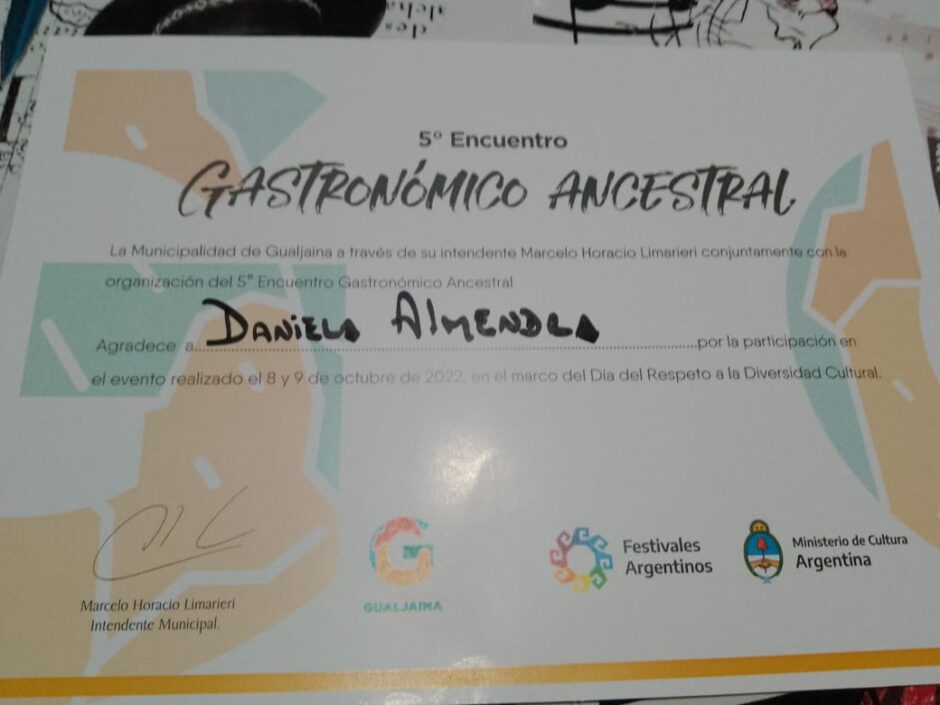 5º Encuentro
GASTRONÓMICO ANCESTRAL
La Municipalidad de Gualjaina a través de su intendente Marcelo Horacio Limarieri conjuntamente con la
organización del 5º Encuentro Gastronómico Ancestral
Agradece a DANiELA AlMENDRA por la participación en
el evento realizado el 8 y 9 de octubre de 2022, en el marco del Dia del Respeto a la Diversidad Cultural.
Marcelo Horacio Limarieri
Intendente Municipal.
GUALJAINA
Festivales
Argentinos
Ministerio de Cultura
Argentina